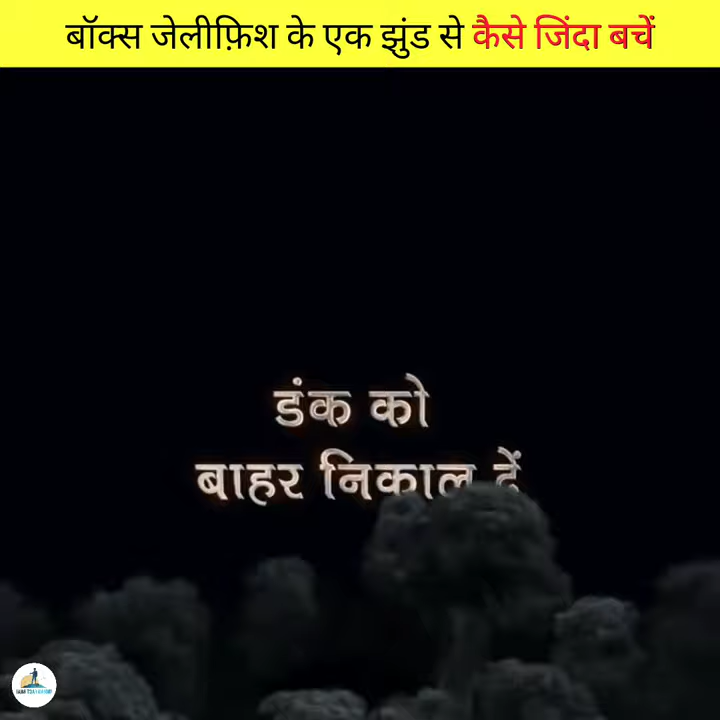 बॉक्स जेलीफ़िश के एक झुंड से कैसे जिंदा बचें
डंक को
बाहर निकाल दें